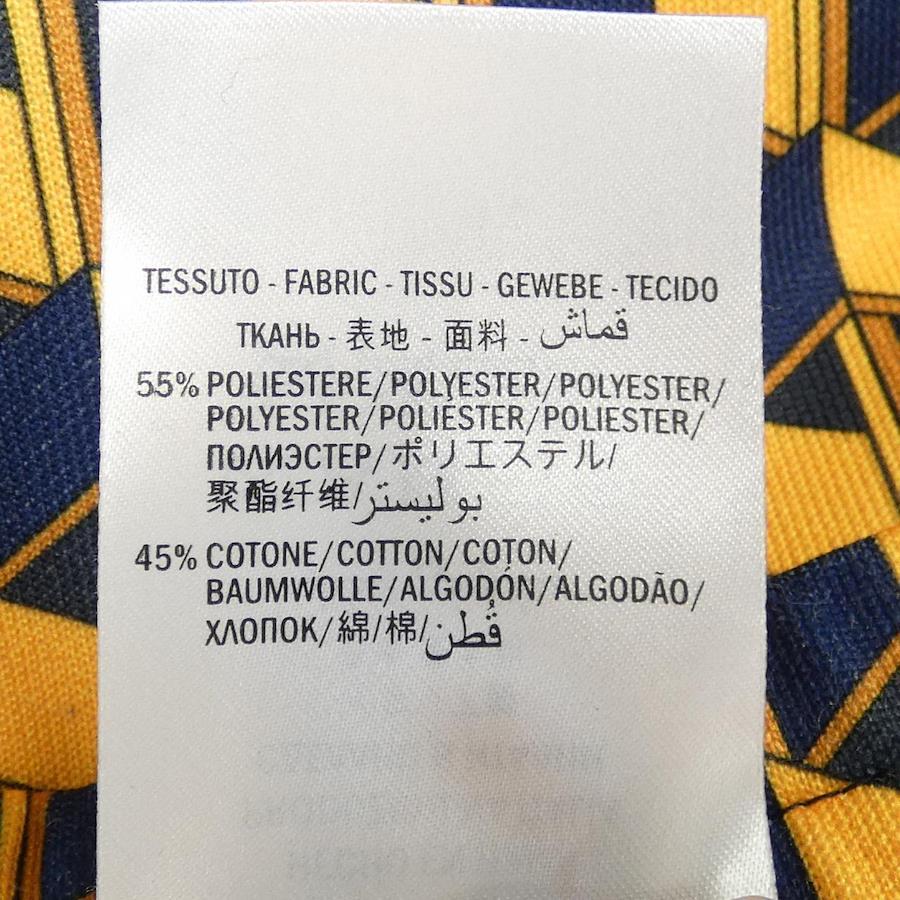 TESSUTO - FABRIC - TISSU - GEWEBE - TECIDO
ТКАНЬ - 表地 - 面料 - قماش
55% POLIESTERE/POLYESTER/POLYESTER/
POLYESTER/POLIÉSTER/POLIESTER/
ПОЛИЭСТЕР/ポリエステル/
聚酯纤维/بوليستر
45% COTONE/COTTON/COTON/
BAUMWOLLE/ALGODÓN/ALGODÃO/
ХЛОПОК/綿/棉/قُطن